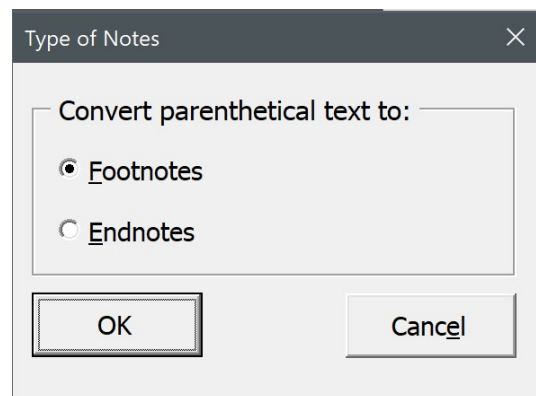 Type of Notes
Convert parenthetical text to:
Footnotes
Endnotes
OK
Cancel